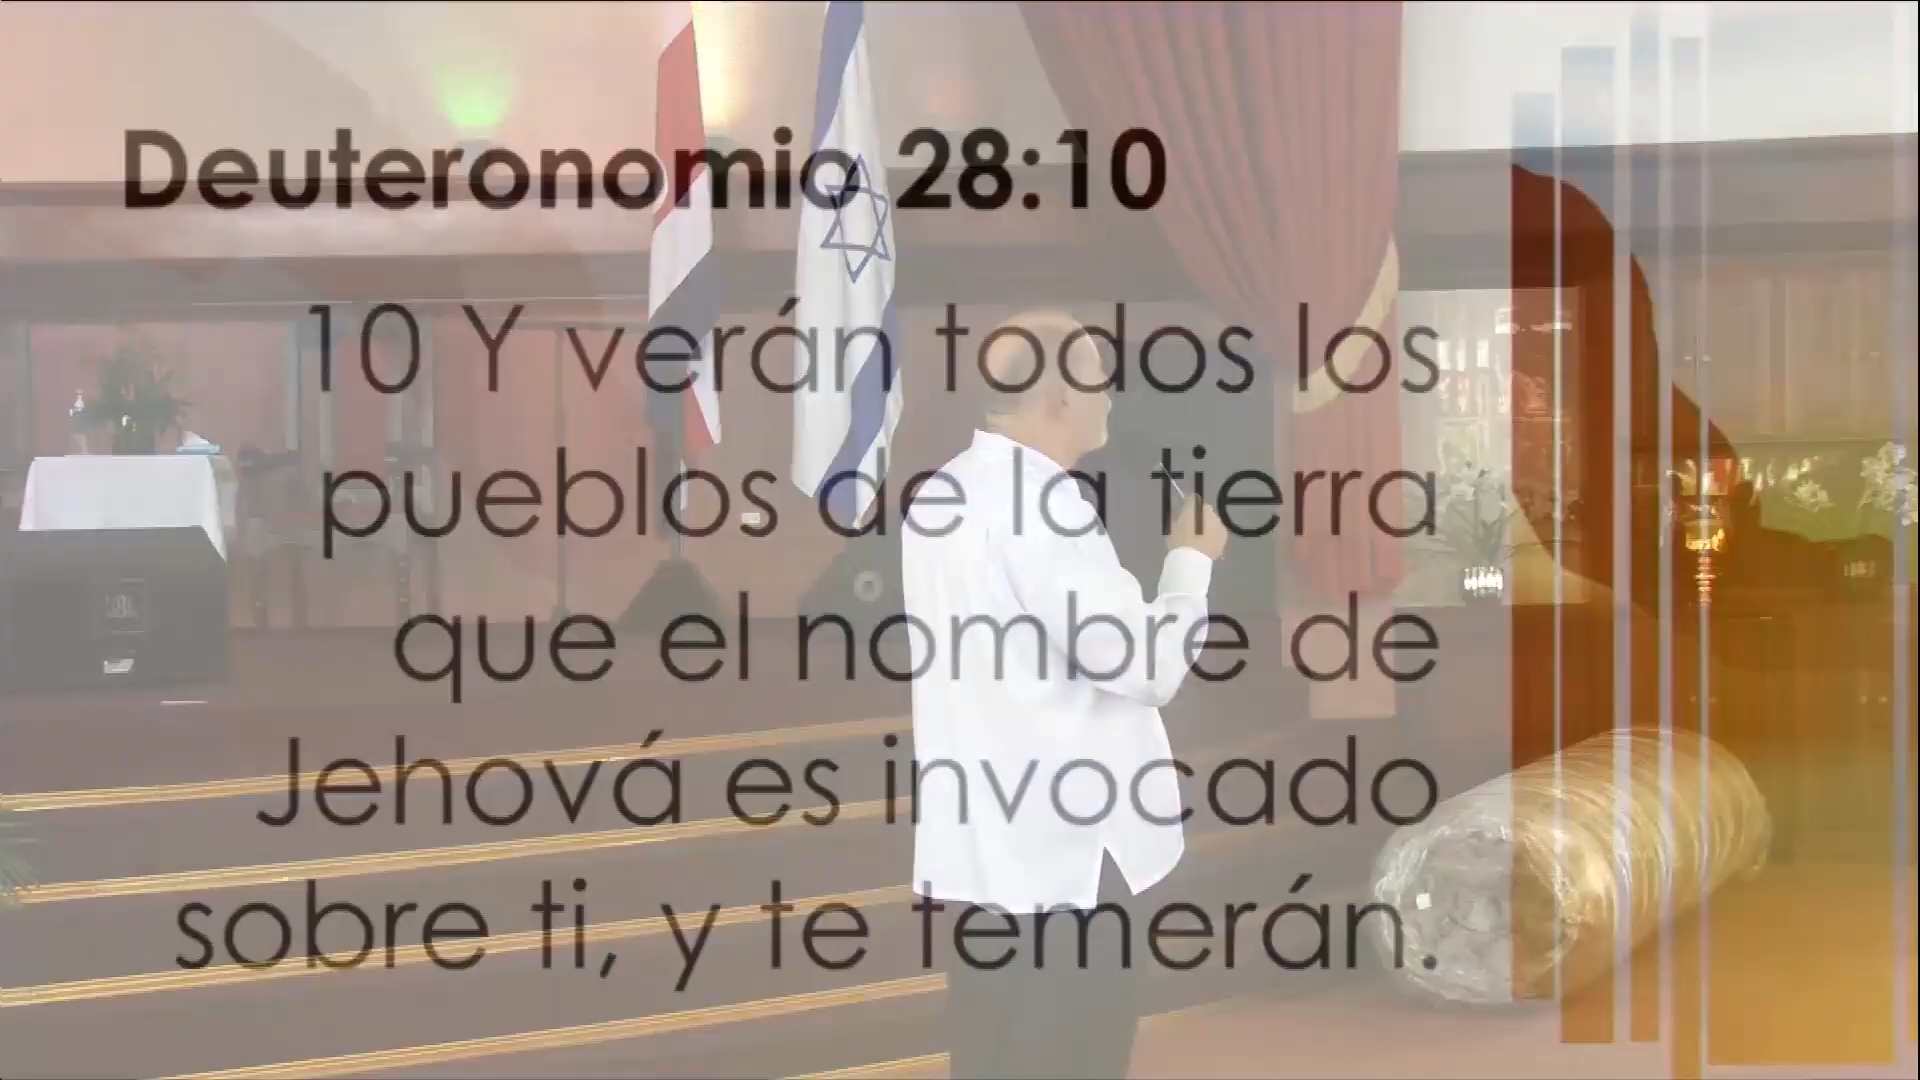 Deuteronomio 28:10
10 Y verán todos los
pueblos de la tierra
que el nombre de
Jehová es invocado
sobre ti, y te temerán.